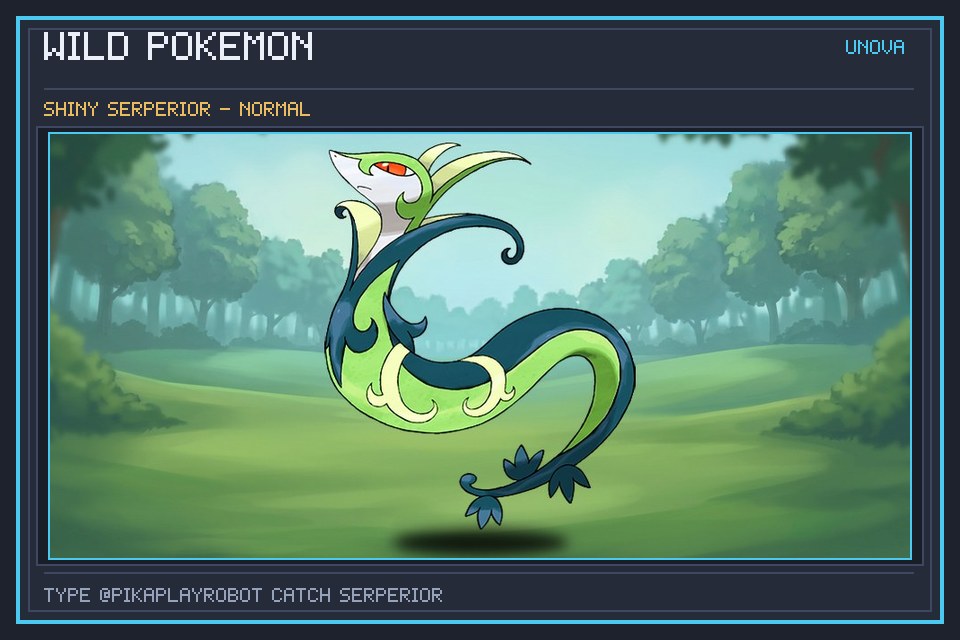 WILD POKEMON
UNOVA
SHINY SERPERIOR - NORMAL
TYPE @PIKAPLAYROBOT CATCH SERPERIOR